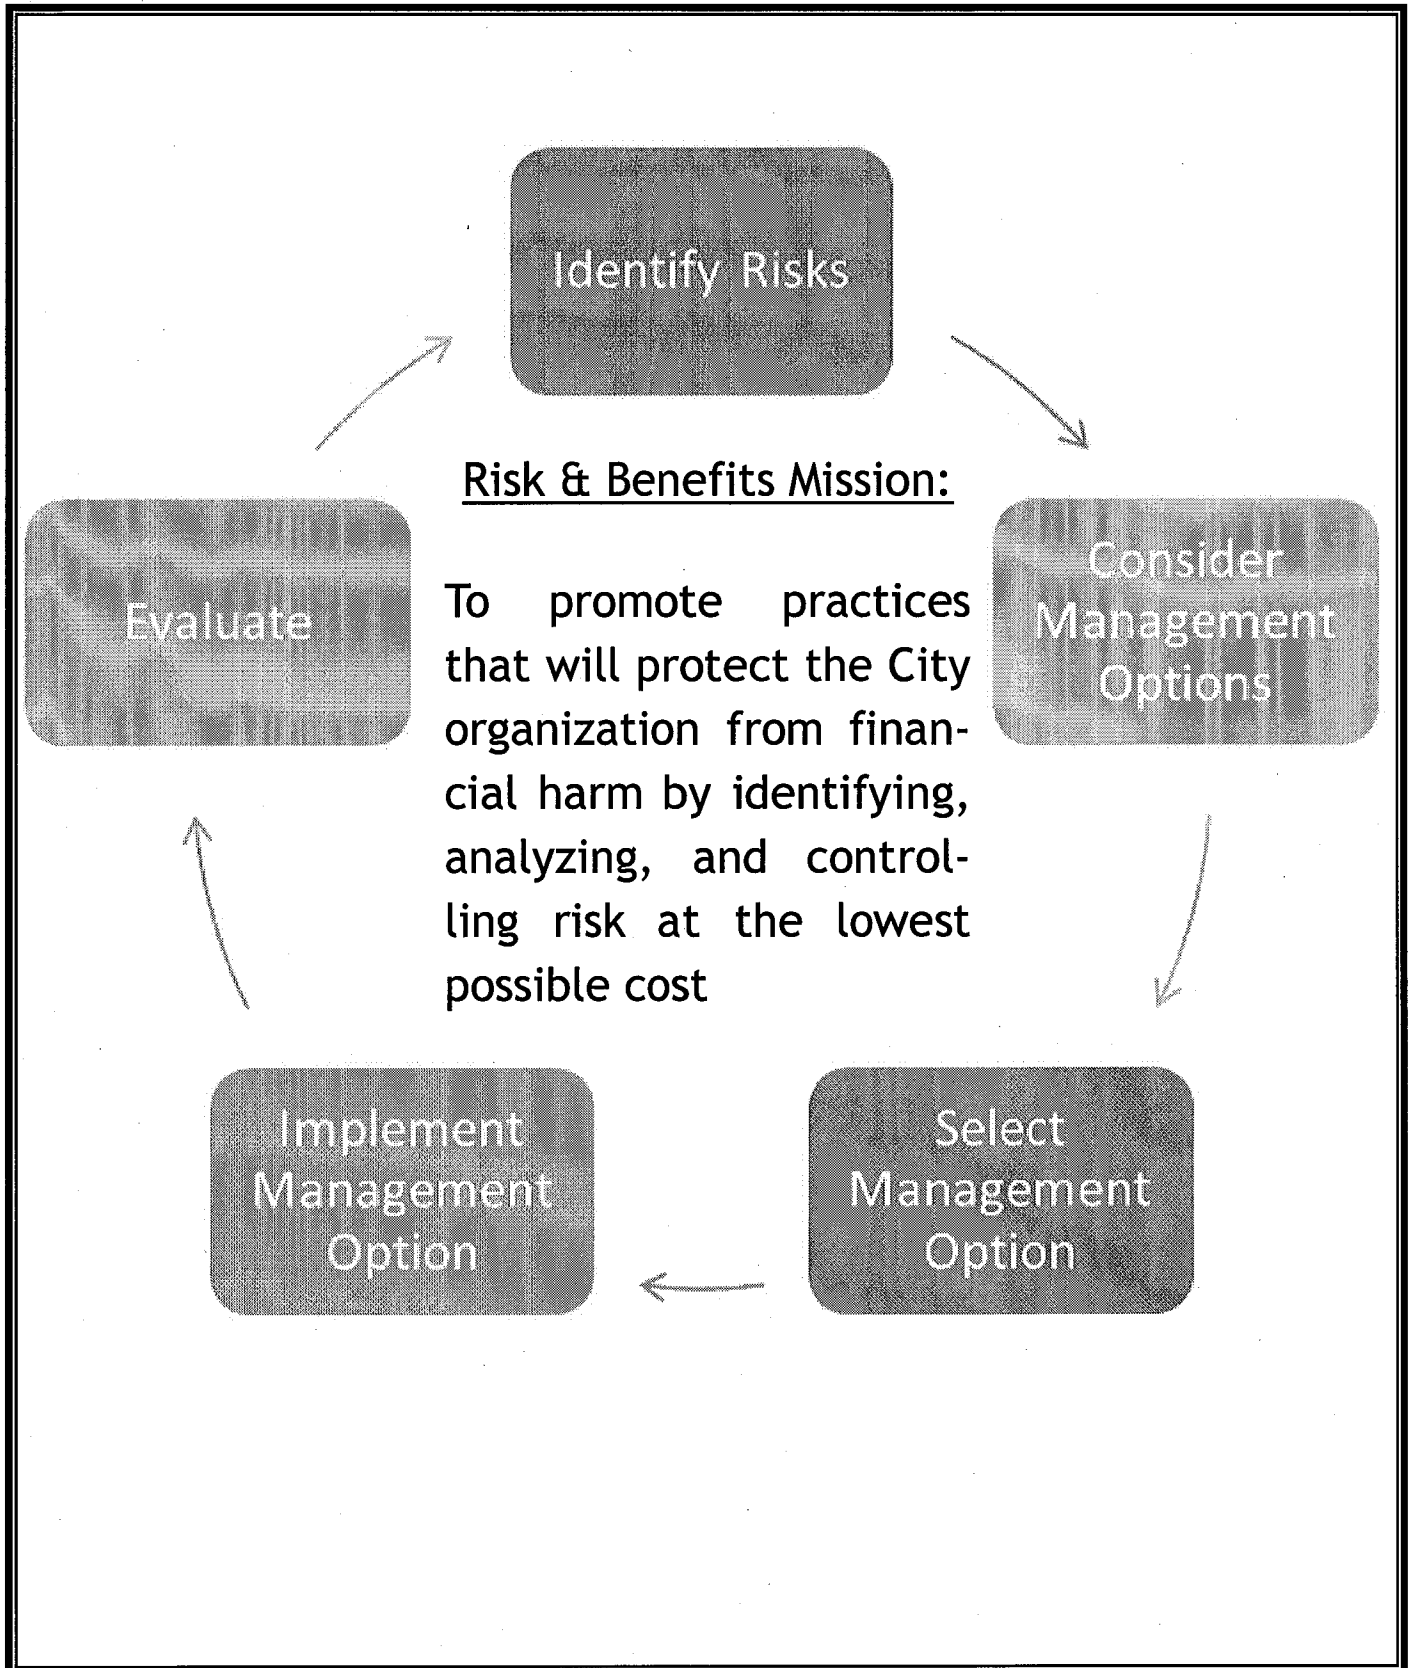 Identify Risks
Risk & Benefits Mission:
To promote practices
that will protect the City
organization from finan-
cial harm by identifying,
analyzing, and control-
ling risk at the lowest
possible cost
Consider
Management
Options
Select
Management
Option
Implement
Management
Option
Evaluate